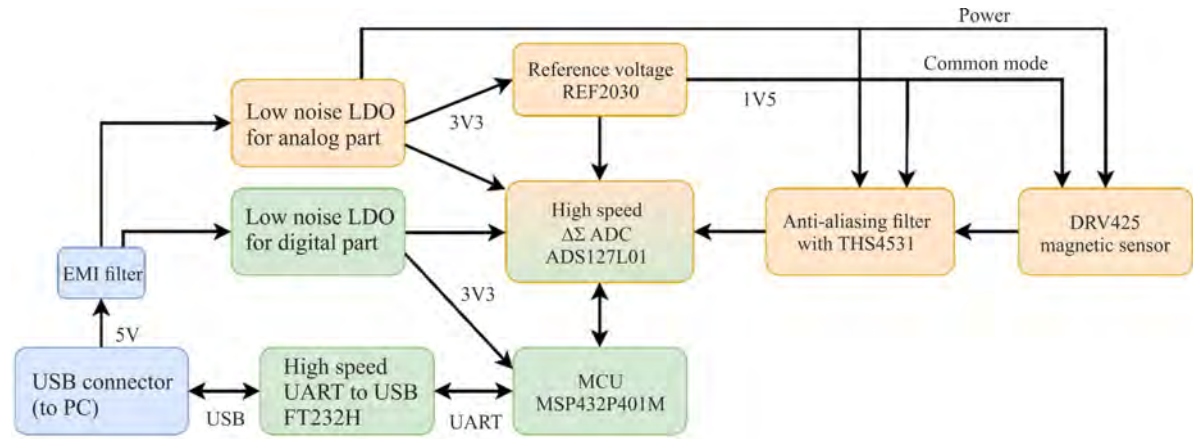 Power
Reference voltage
REF2030
Common mode
1V5
Low noise LDO
for analog part
3V3
High speed
ΔΣ ADC
ADS127L01
Anti-aliasing filter
with THS4531
DRV425
magnetic sensor
Low noise LDO
for digital part
EMI filter
3V3
5V
USB connector
(to PC)
USB
High speed
UART to USB
FT232H
UART
MCU
MSP432P401M